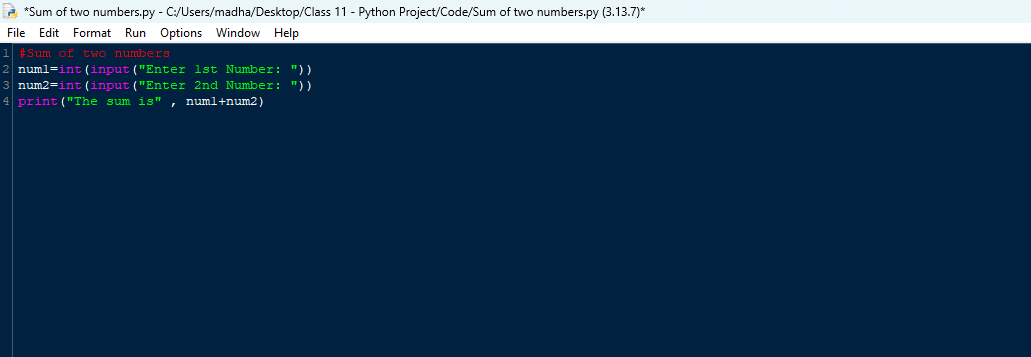 *Sum of two numbers.py - C:/Users/madha/Desktop/Class 11 - Python Project/Code/Sum of two numbers.py (3.13.7)*
File Edit Format Run Options Window Help
1 #Sum of two numbers
2 num1=int(input("Enter 1st Number: "))
3 num2=int(input("Enter 2nd Number: "))
4 print("The sum is" , num1+num2)